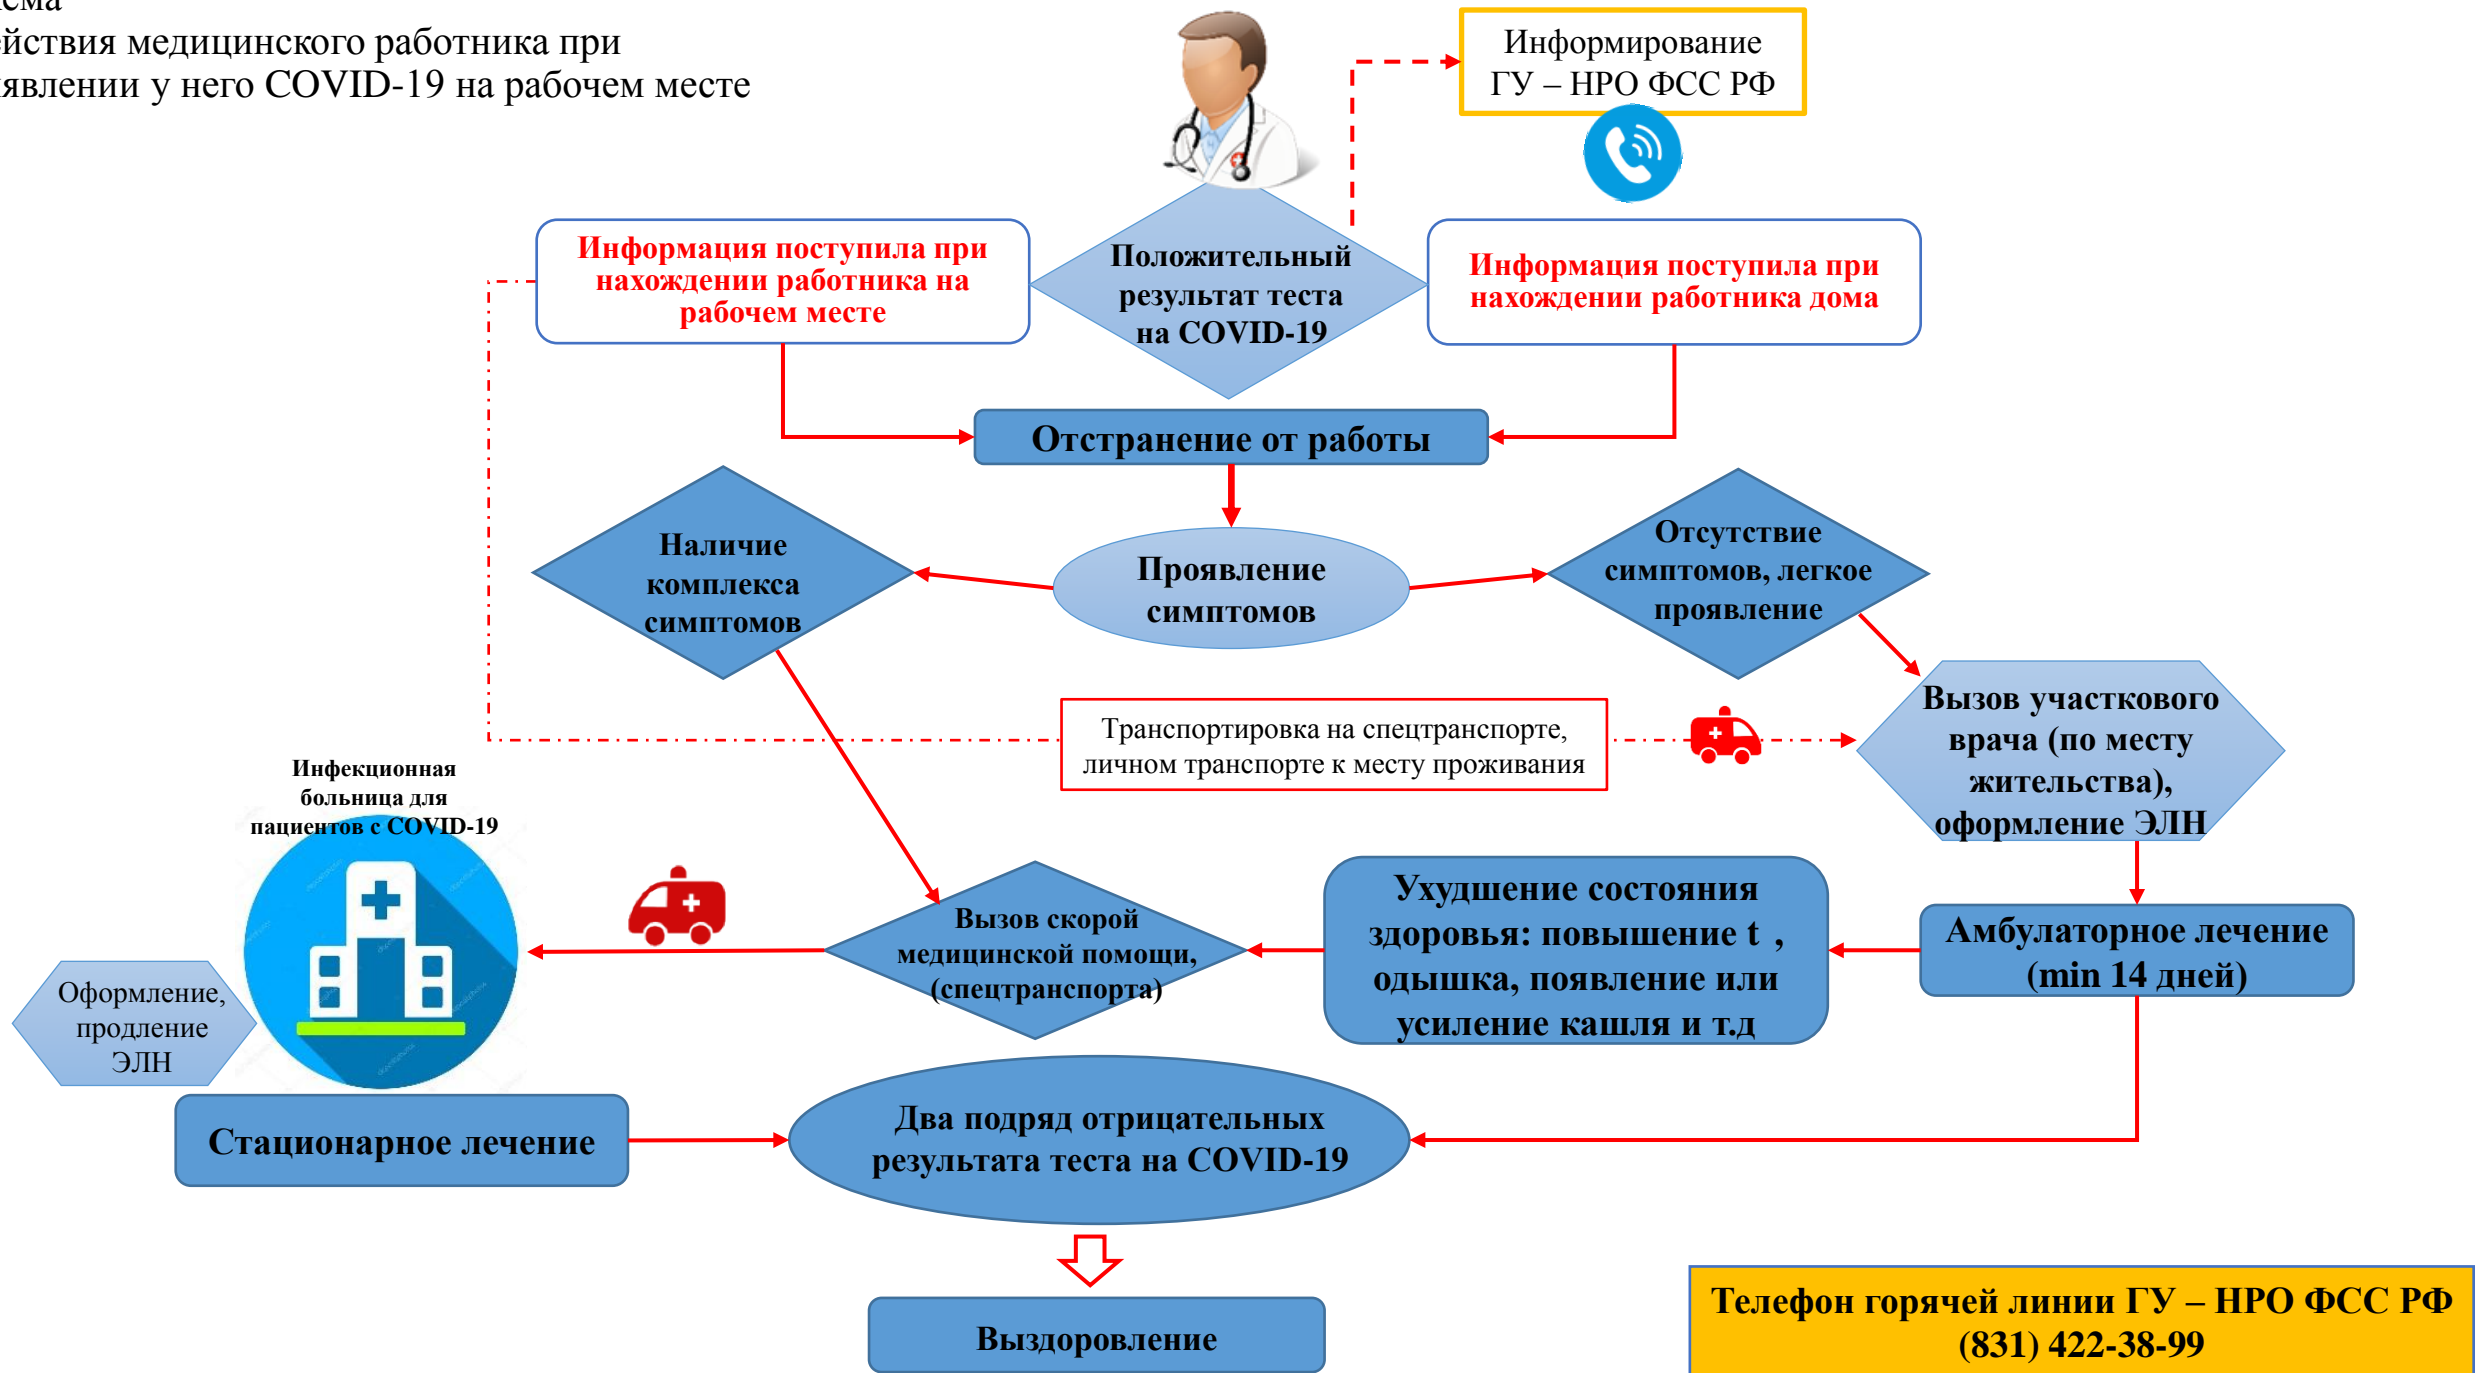 действия медицинского работника при
выявлении у него COVID-19 на рабочем месте
Информирование
ГУ – НРО ФСС РФ
Информация поступила при
нахождении работника на
рабочем месте
Положительный
результат теста
на COVID-19
Информация поступила при
нахождении работника дома
Отстранение от работы
Наличие
комплекса
симптомов
Проявление
симптомов
Отсутствие
симптомов, легкое
проявление
Транспортировка на спецтранспорте,
личном транспорте к месту проживания
Вызов участкового
врача (по месту
жительства),
оформление ЭЛН
Инфекционная
больница для
пациентов с COVID-19
Вызов скорой
медицинской помощи,
(спецтранспорта)
Ухудшение состояния
здоровья: повышение t ,
одышка, появление или
усиление кашля и т.д
Амбулаторное лечение
(min 14 дней)
Оформление,
продление
ЭЛН
Стационарное лечение
Два подряд отрицательных
результата теста на COVID-19
Выздоровление
Телефон горячей линии ГУ – НРО ФСС РФ
(831) 422-38-99